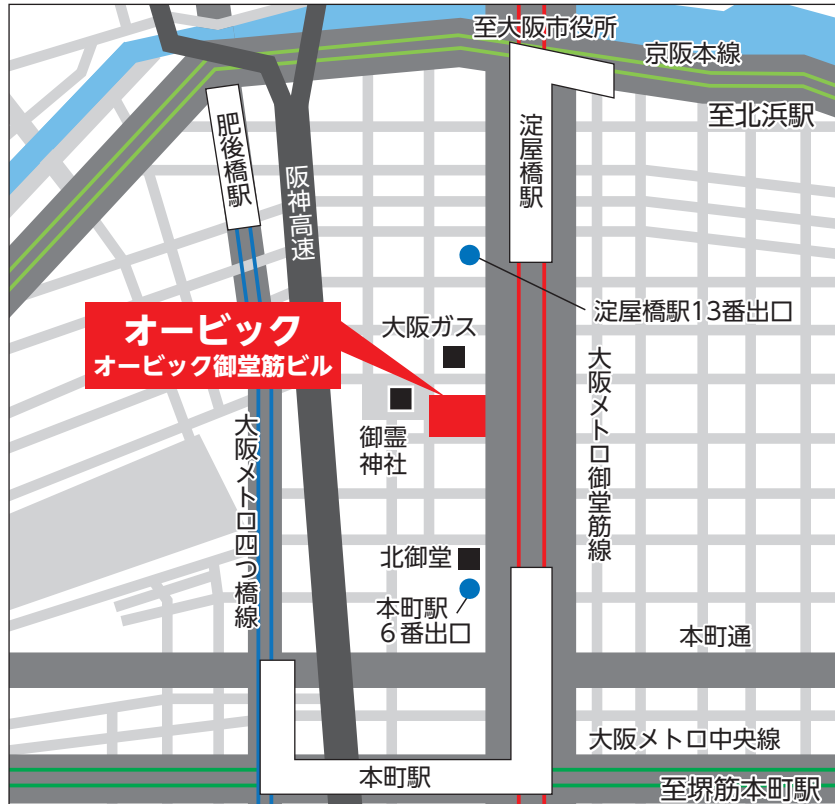 至大阪市役所
京阪本線
至北浜駅
肥後橋駅
淀屋橋駅
阪神高速
淀屋橋駅13番出口
オービック
オービック御堂筋ビル
大阪ガス
大阪メトロ御堂筋線
御霊
神社
大阪メトロ四つ橋線
北御堂
本町駅
6番出口
本町通
大阪メトロ中央線
本町駅
至堺筋本町駅